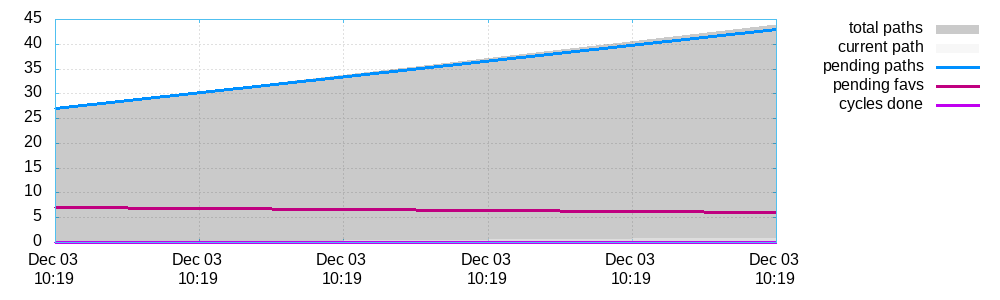 45
40
35
30
25
20
15
10
5
0
Dec 03 Dec 03 Dec 03 Dec 03 Dec 03 Dec 03
10:19 10:19 10:19 10:19 10:19 10:19
total paths
current path
pending paths
pending favs
cycles done